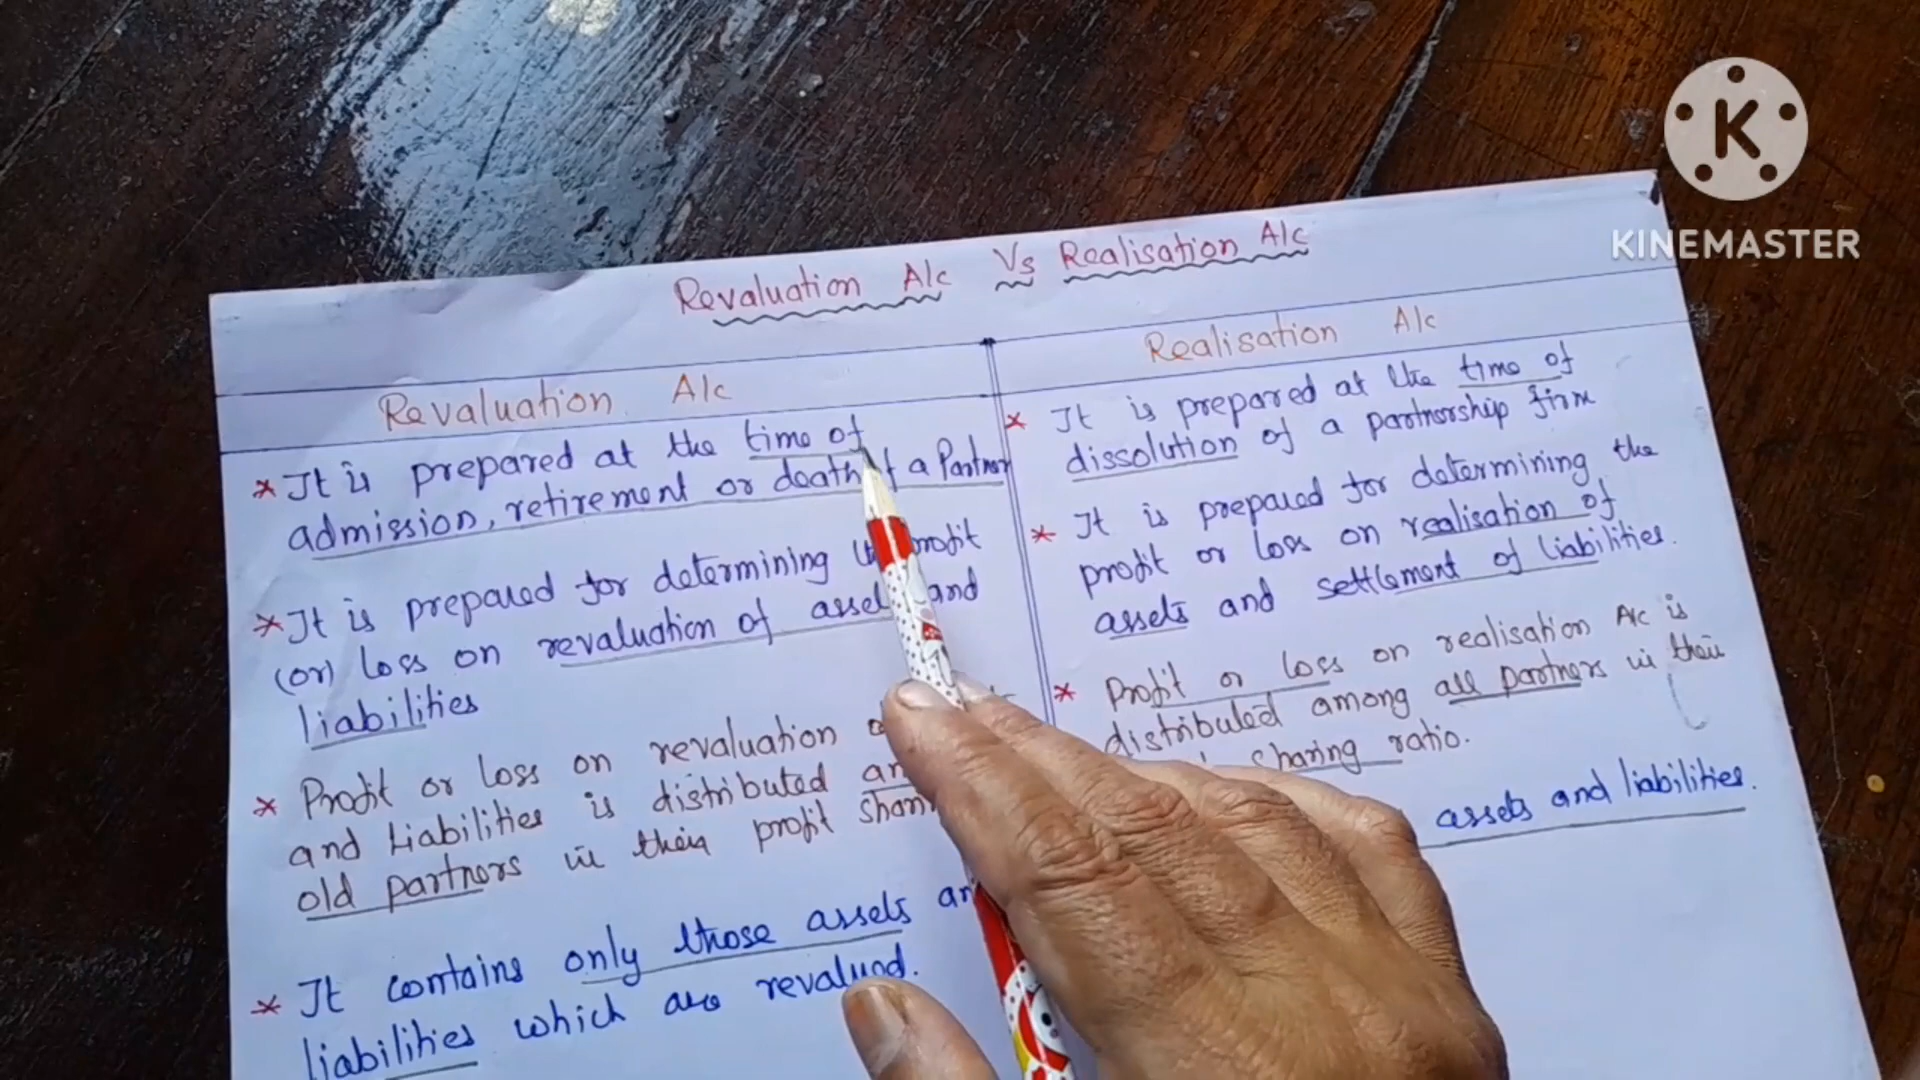 KINEMASTER
Revaluation A/c Vs Realisation A/c
Revaluation A/c
* It is prepared at the time of
admission, retirement or death a Partner
* It is prepared for determining profit
(or) loss on revaluation of and
liabilities
* Profit or loss on revaluation
and Liabilities is distributed
old partners in their profit
* It contains only those assets
liabilities which are revalued.
Realisation A/c
* It is prepared at the time of
dissolution of a partnership firm
* It is prepared for determining the
profit or loss on realisation of
assets and settlement of liabilities.
* Profit or loss on realisation A/c is
distributed among all partners in their
sharing ratio.
assets and liabilities.